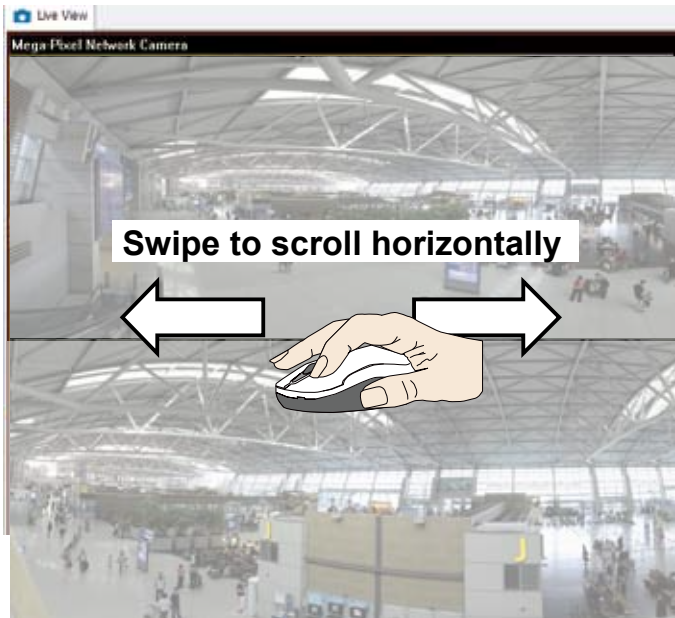 Live View
Mega-Pixel Network Camera
Swipe to scroll horizontally
J
J